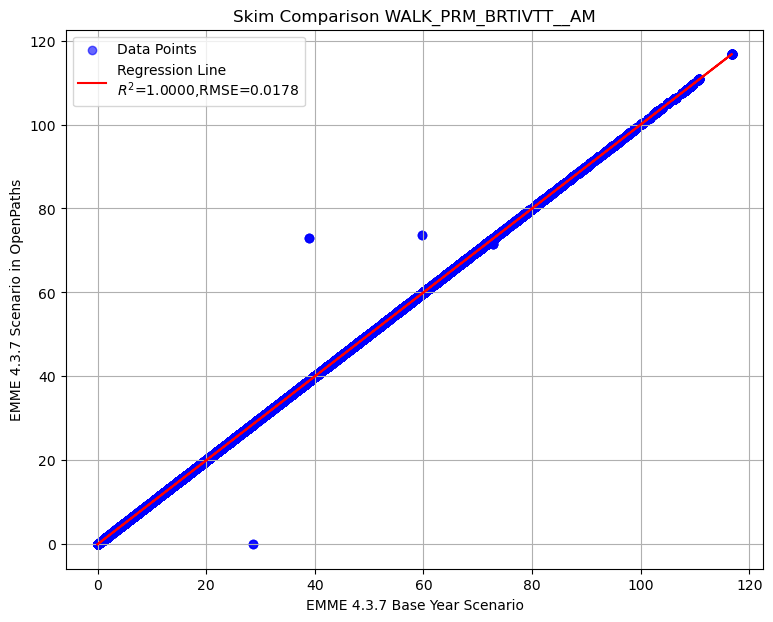 Skim Comparison WALK_PRM_BRTIVTT__AM
Data Points
Regression Line
R²=1.0000,RMSE=0.0178
120
100
80
60
40
20
0
EMME 4.3.7 Scenario in OpenPaths
0 20 40 60 80 100 120
EMME 4.3.7 Base Year Scenario